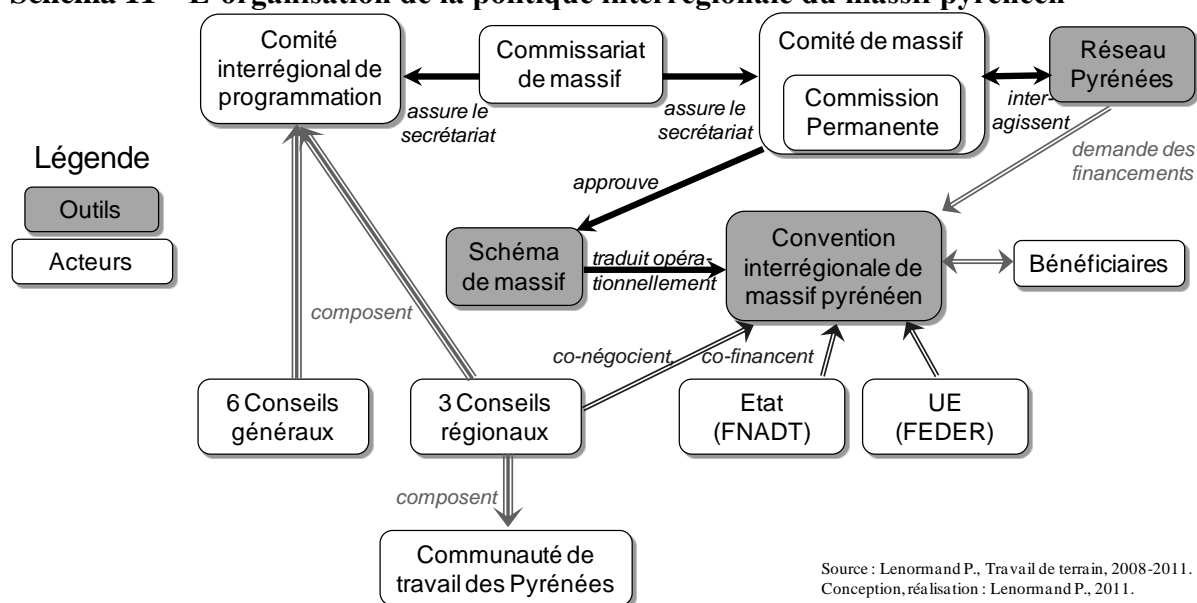 Schéma 11 – L'organisation de la politique interrégionale du massif pyrénéen
Comité
interrégional de
programmation
Commissariat
de massif
Comité de massif
Commission
Permanente
Réseau
Pyrénées
assure le
secrétariat
assure le
secrétariat
inter-
agissent
demande des
financements
Légende
Outils
Acteurs
approuve
Schéma
de massif
traduit opéra-
tionnellement
Convention
interrégionale de
massif pyrénéen
Bénéficiaires
composent
co-négocient,
co-financent
6 Conseils
généraux
3 Conseils
régionaux
Etat
(FNADT)
UE
(FEDER)
composent
Communauté de
travail des Pyrénées
Source : Lenormand P., Travail de terrain, 2008-2011.
Conception, réalisation : Lenormand P., 2011.